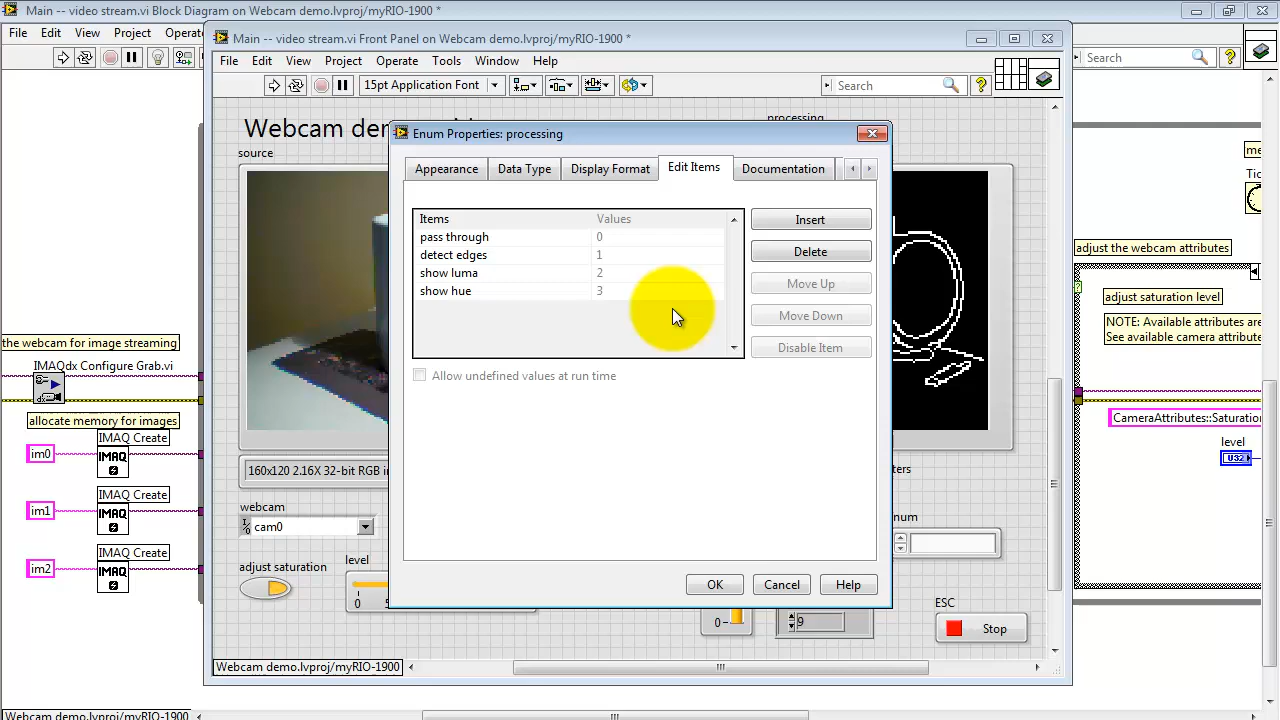 Main -- video stream.vi Block Diagram on Webcam demo.lvproj/myRIO-1900 *
File Edit View Project Operat
Search
Main -- video stream.vi Front Panel on Webcam demo.lvproj/myRIO-1900 *
File Edit View Project Operate Tools Window Help
15pt Application Font
Search
Webcam de
processing
source
Enum Properties: processing
Appearance Data Type Display Format Edit Items Documentation
Items Values
pass through 0
detect edges 1
show luma 2
show hue 3
Insert
Delete
Move Up
Move Down
Disable Item
Allow undefined values at run time
OK Cancel Help
160x120 2.16X 32-bit RGB i
webcam
cam0
adjust saturation
level
0
ters
num
0
9
ESC
Stop
Webcam demo.lvproj/myRIO-1900
the webcam for image streaming
IMAQdx Configure Grab.vi
allocate memory for images
IMAQ Create
im0
IMAQ
IMAQ Create
im1
IMAQ
IMAQ Create
im2
IMAQ
me
Tic
adjust the webcam attributes
adjust saturation level
NOTE: Available attributes are
See available camera attribute
CameraAttributes::Saturation
level
U32
Webcam demo.lvproj/myRIO-1900